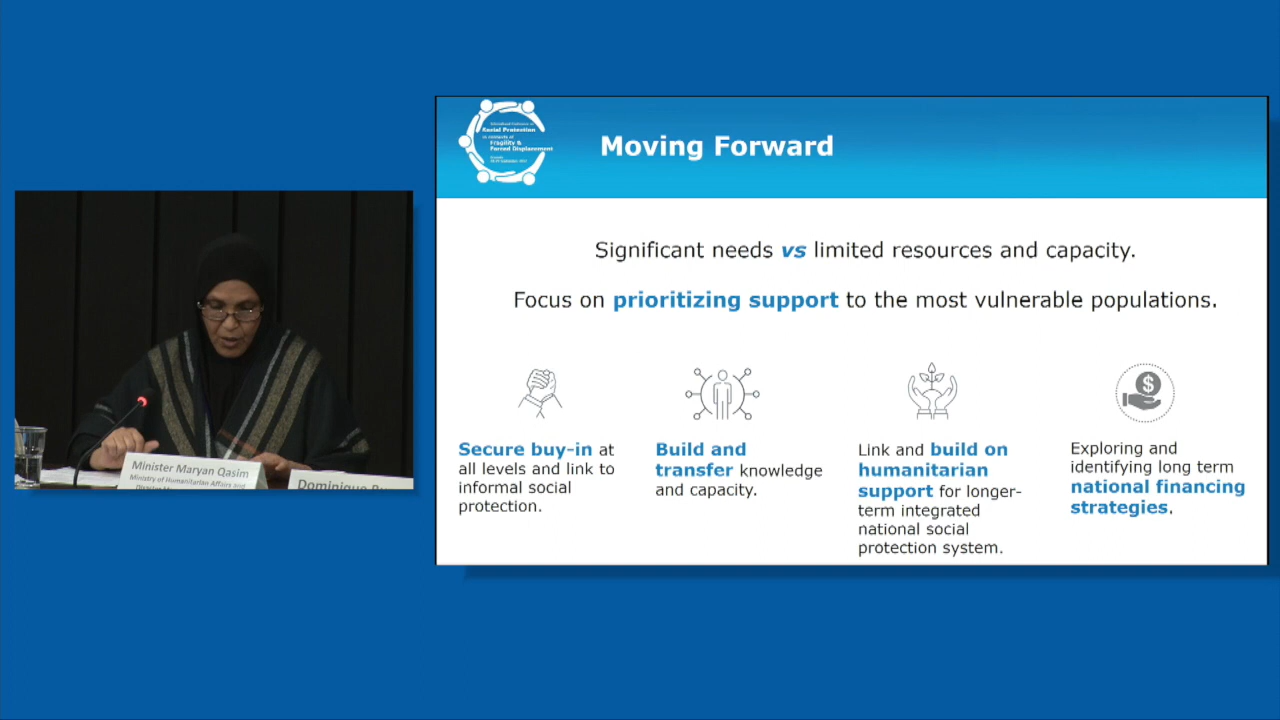 Minister Maryan Qasim
Ministry of Humanitarian Affairs and
Dominique
Social Protection
Fragility &
Forced Displacement
Moving Forward
Significant needs vs limited resources and capacity.
Focus on prioritizing support to the most vulnerable populations.
Secure buy-in at
all levels and link to
informal social
protection.
Build and
transfer knowledge
and capacity.
Link and build on
humanitarian
support for longer-
term integrated
national social
protection system.
Exploring and
identifying long term
national financing
strategies.